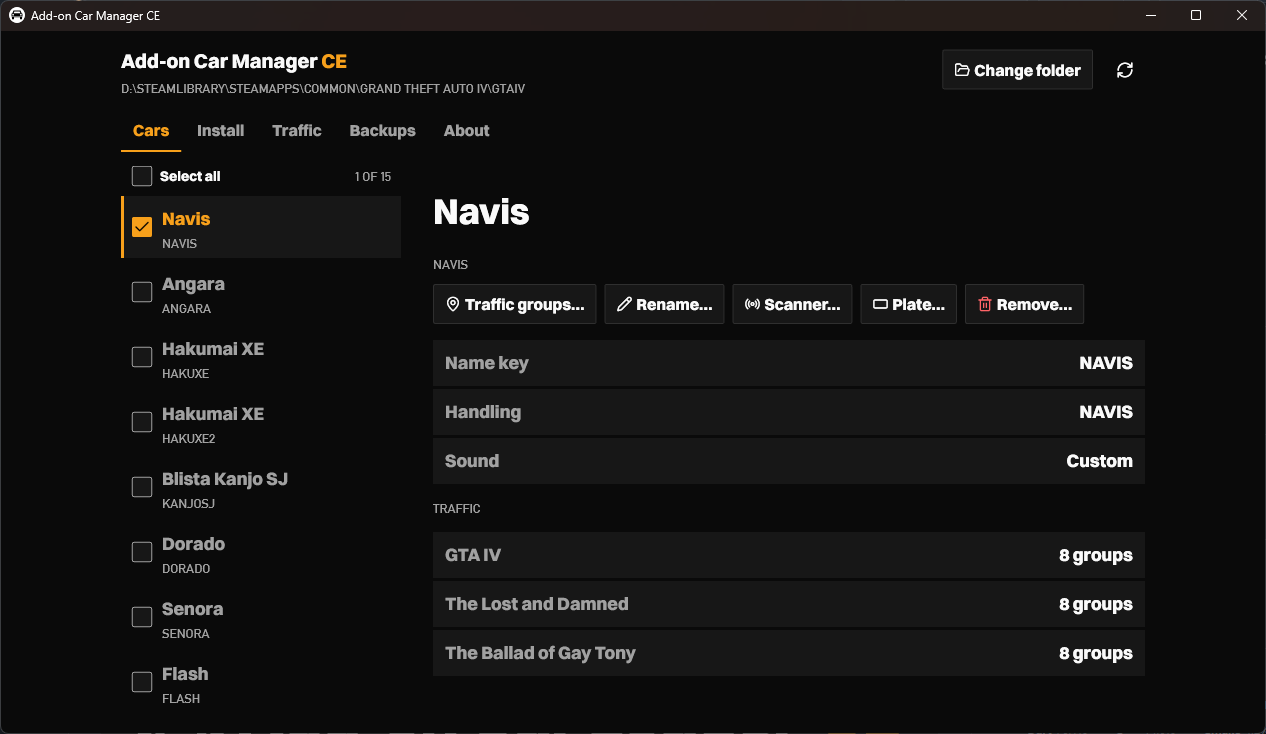 Add-on Car Manager CE
Add-on Car Manager CE
D:\STEAMLIBRARY\STEAMAPPS\COMMON\GRAND THEFT AUTO IV\GTAIV
Change folder
Cars Install Traffic Backups About
Select all 1 OF 15
Navis
NAVIS
Angara
ANGARA
Hakumai XE
HAKUXE
Hakumai XE
HAKUXE2
Blista Kanjo SJ
KANJOSJ
Dorado
DORADO
Senora
SENORA
Flash
FLASH
Navis
NAVIS
Traffic groups... Rename... Scanner... Plate... Remove...
Name key NAVIS
Handling NAVIS
Sound Custom
TRAFFIC
GTA IV 8 groups
The Lost and Damned 8 groups
The Ballad of Gay Tony 8 groups